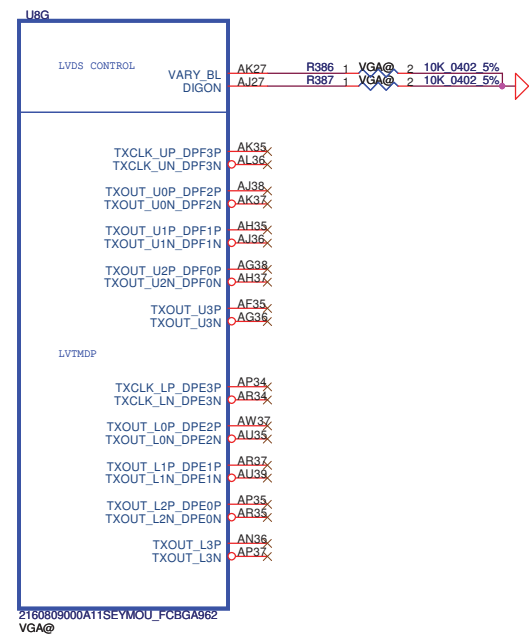 U8G
LVDS CONTROL
VARY_BL AK27 R386 1 VGA@ 2 10K_0402_5%
DIGON AJ27 R387 1 VGA@ 2 10K_0402_5%
TXCLK_UP_DPF3P AK35
TXCLK_UN_DPF3N AL36
TXOUT_U0P_DPF2P AJ38
TXOUT_U0N_DPF2N AK37
TXOUT_U1P_DPF1P AH35
TXOUT_U1N_DPF1N AJ36
TXOUT_U2P_DPF0P AG38
TXOUT_U2N_DPF0N AH37
TXOUT_U3P AF35
TXOUT_U3N AG36
LVTMDP
TXCLK_LP_DPE3P AP34
TXCLK_LN_DPE3N AR34
TXOUT_L0P_DPE2P AW37
TXOUT_L0N_DPE2N AU35
TXOUT_L1P_DPE1P AR37
TXOUT_L1N_DPE1N AU39
TXOUT_L2P_DPE0P AP35
TXOUT_L2N_DPE0N AR35
TXOUT_L3P AN36
TXOUT_L3N AP37
2160809000A11SEYMOU_FCBGA962
VGA@